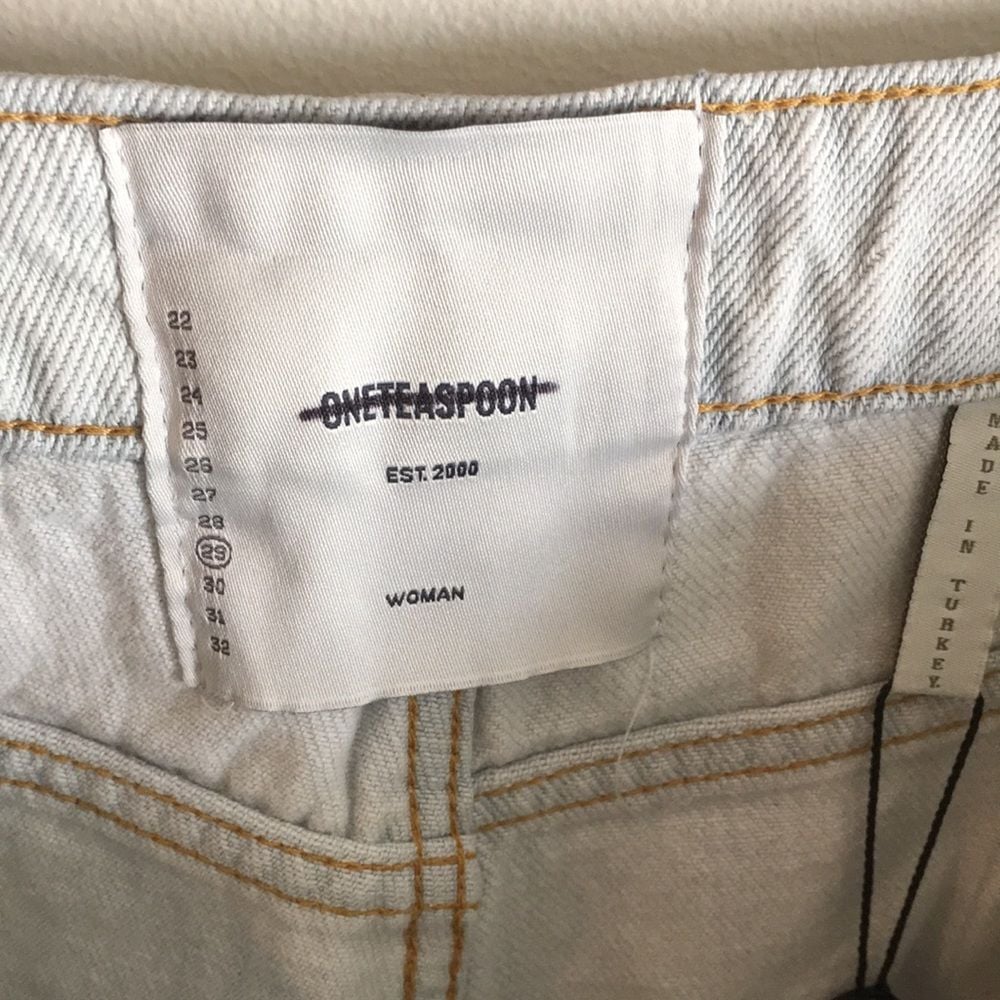 22
23
24
25
26
27
28
29
30
31
32
ONETEASPOON
EST. 2000
WOMAN
MADE IN TURKEY.